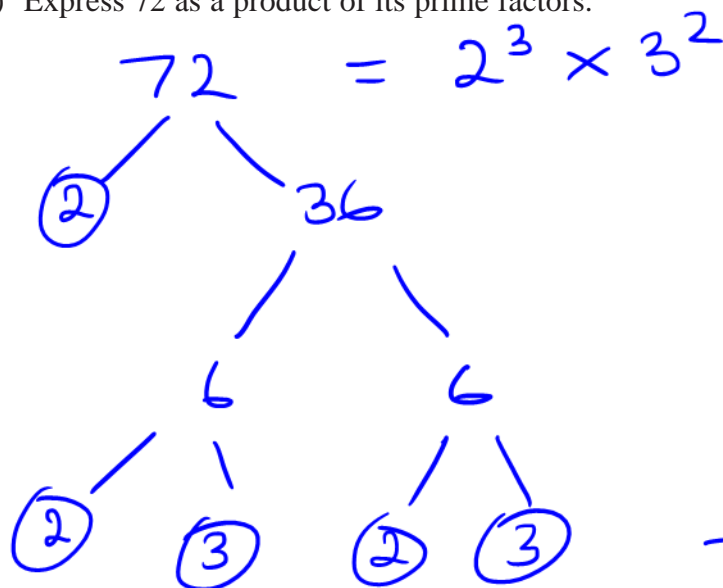 ) Express 72 as a product of its prime factors.
72 = 2³ × 3²
2 36
6 6
2 3 2 3